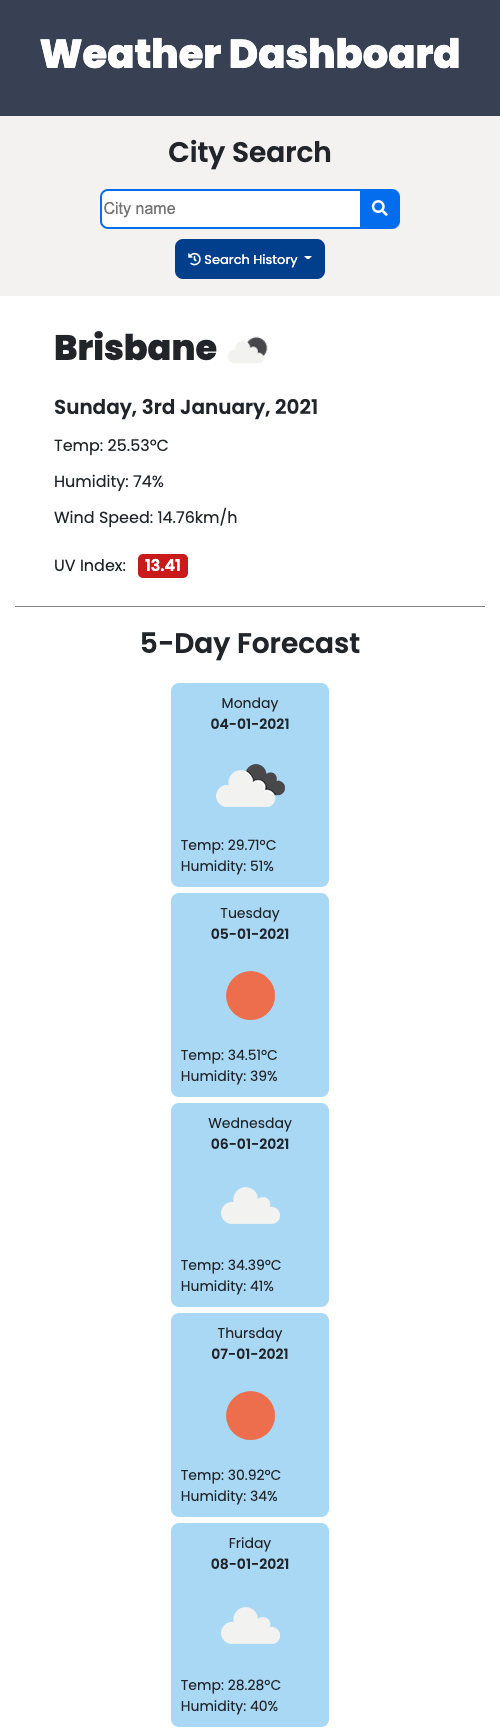 Weather Dashboard
City Search
City name
Search History
Brisbane
Sunday, 3rd January, 2021
Temp: 25.53°C
Humidity: 74%
Wind Speed: 14.76km/h
UV Index: 13.41
5-Day Forecast
Monday
04-01-2021
Temp: 29.71°C
Humidity: 51%
Tuesday
05-01-2021
Temp: 34.51°C
Humidity: 39%
Wednesday
06-01-2021
Temp: 34.39°C
Humidity: 41%
Thursday
07-01-2021
Temp: 30.92°C
Humidity: 34%
Friday
08-01-2021
Temp: 28.28°C
Humidity: 40%